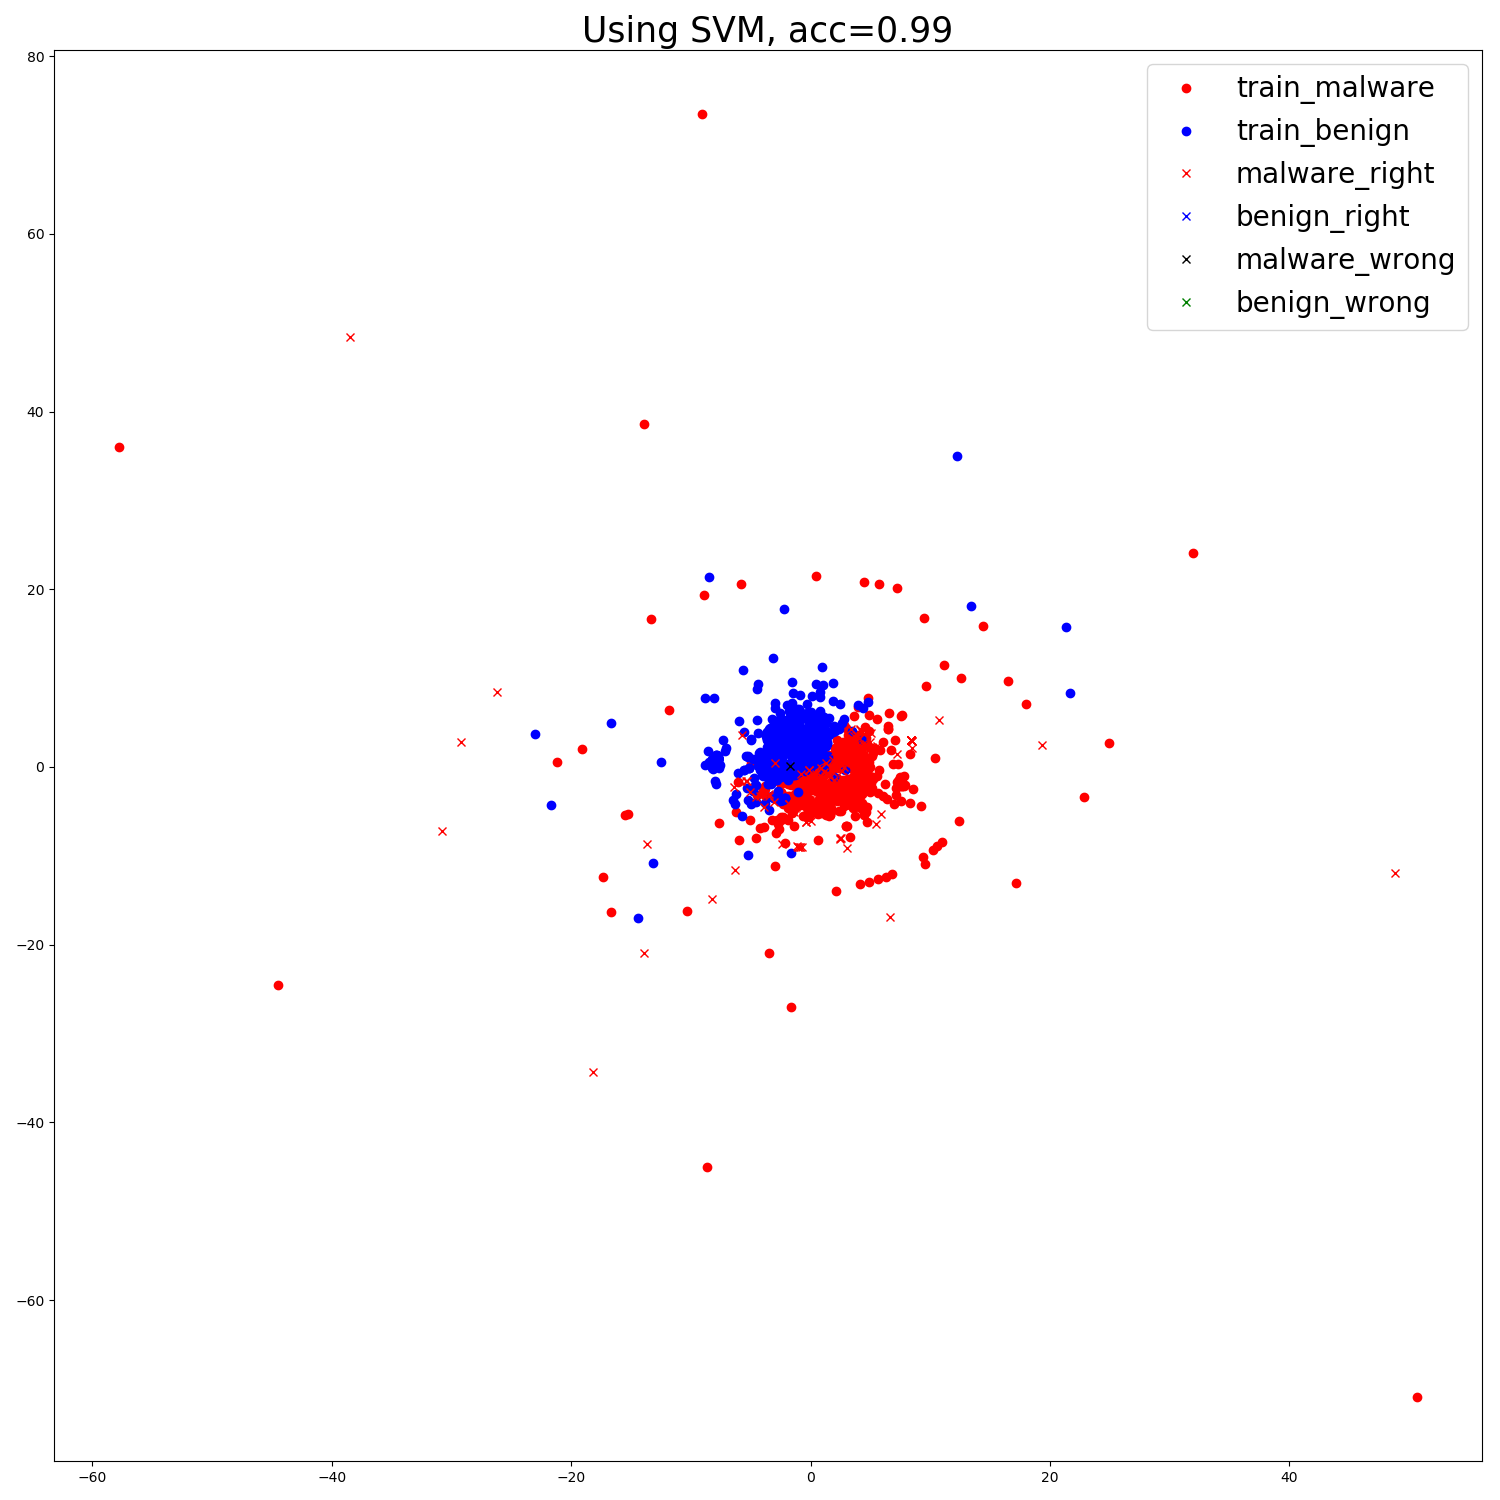 Using SVM, acc=0.99
80
60
40
20
0
−20
−40
−60
−60
−40
−20
0
20
40
train_malware
train_benign
malware_right
benign_right
malware_wrong
benign_wrong